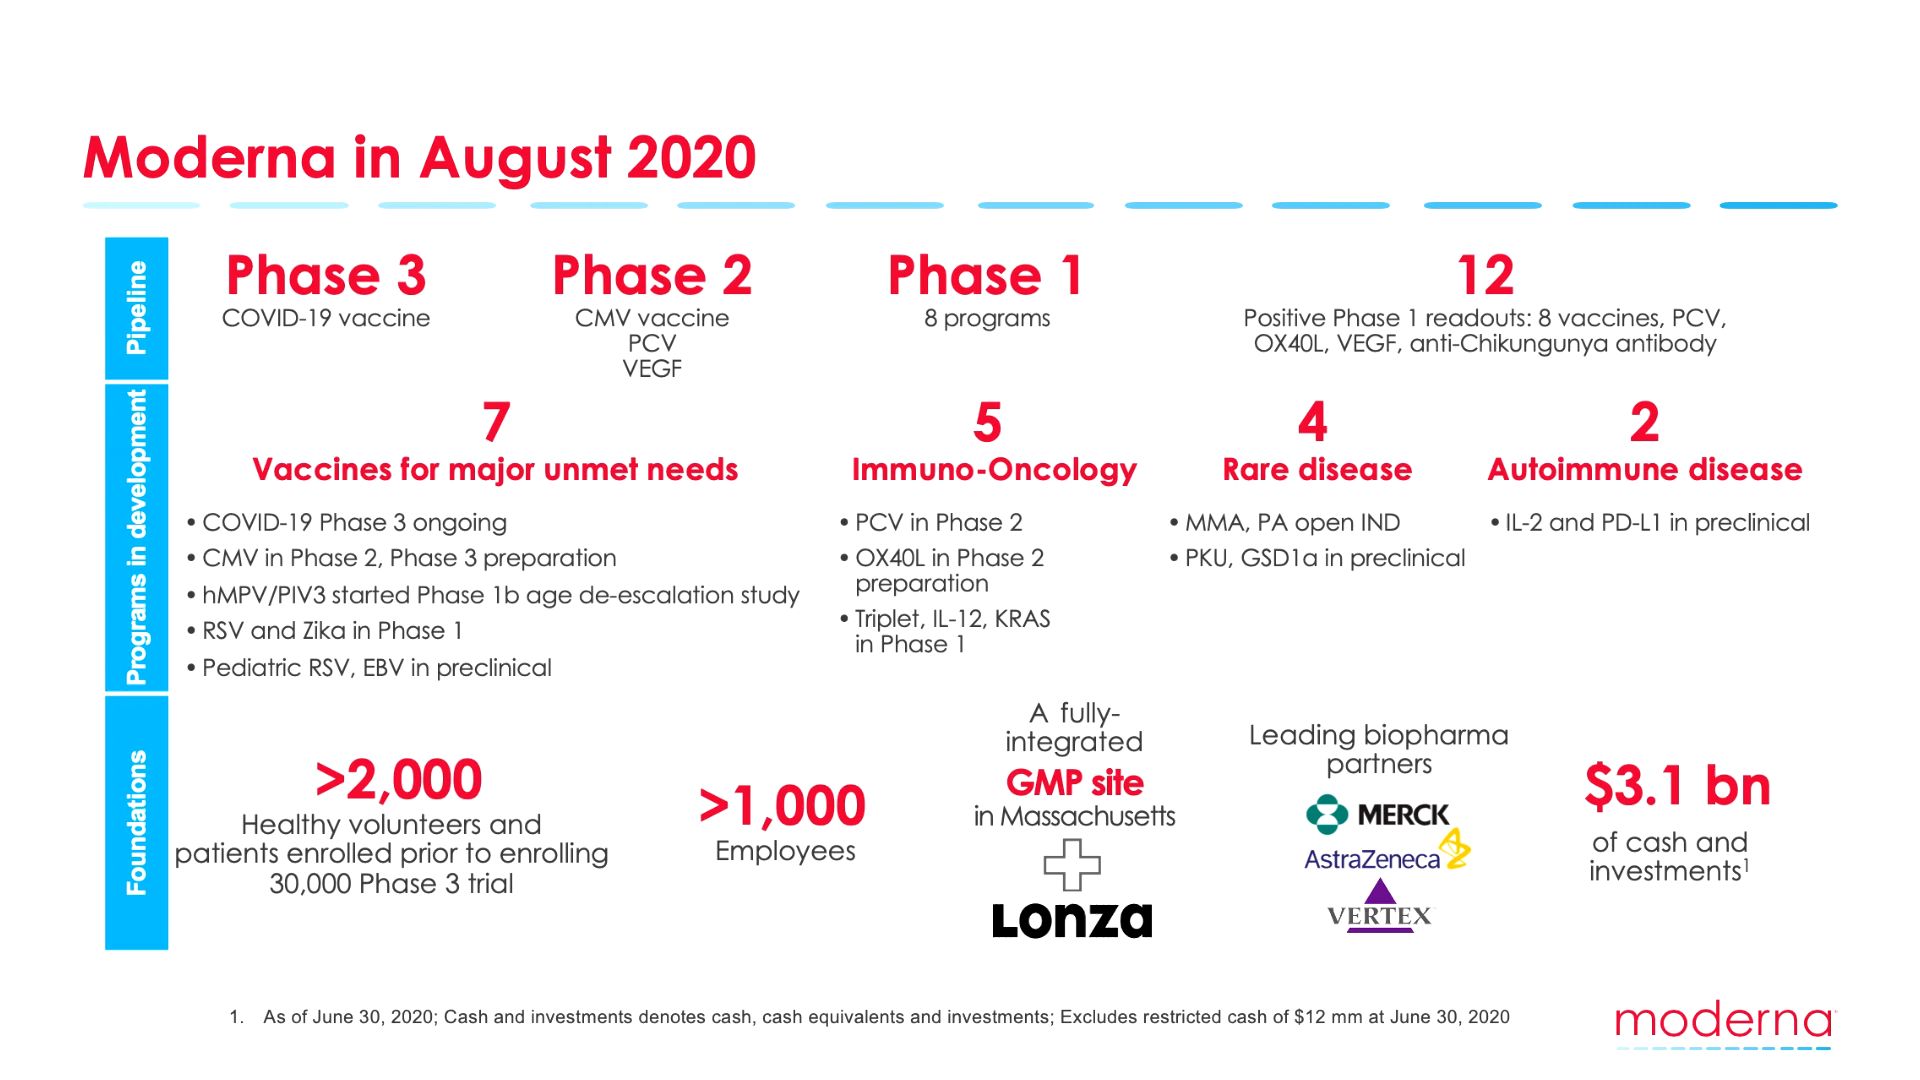 Moderna in August 2020
Pipeline
Phase 3
COVID-19 vaccine
Phase 2
CMV vaccine
PCV
VEGF
Phase 1
8 programs
12
Positive Phase 1 readouts: 8 vaccines, PCV,
OX40L, VEGF, anti-Chikungunya antibody
Programs in development
7
Vaccines for major unmet needs
• COVID-19 Phase 3 ongoing
• CMV in Phase 2, Phase 3 preparation
• hMPV/PIV3 started Phase 1b age de-escalation study
• RSV and Zika in Phase 1
• Pediatric RSV, EBV in preclinical
5
Immuno-Oncology
• PCV in Phase 2
• OX40L in Phase 2
preparation
• Triplet, IL-12, KRAS
in Phase 1
4
Rare disease
• MMA, PA open IND
• PKU, GSD1a in preclinical
2
Autoimmune disease
• IL-2 and PD-L1 in preclinical
Foundations
>2,000
Healthy volunteers and
patients enrolled prior to enrolling
30,000 Phase 3 trial
>1,000
Employees
A fully-
integrated
GMP site
in Massachusetts
Lonza
Leading biopharma
partners
MERCK
AstraZeneca
VERTEX
$3.1 bn
of cash and
investments1
1. As of June 30, 2020; Cash and investments denotes cash, cash equivalents and investments; Excludes restricted cash of $12 mm at June 30, 2020
moderna